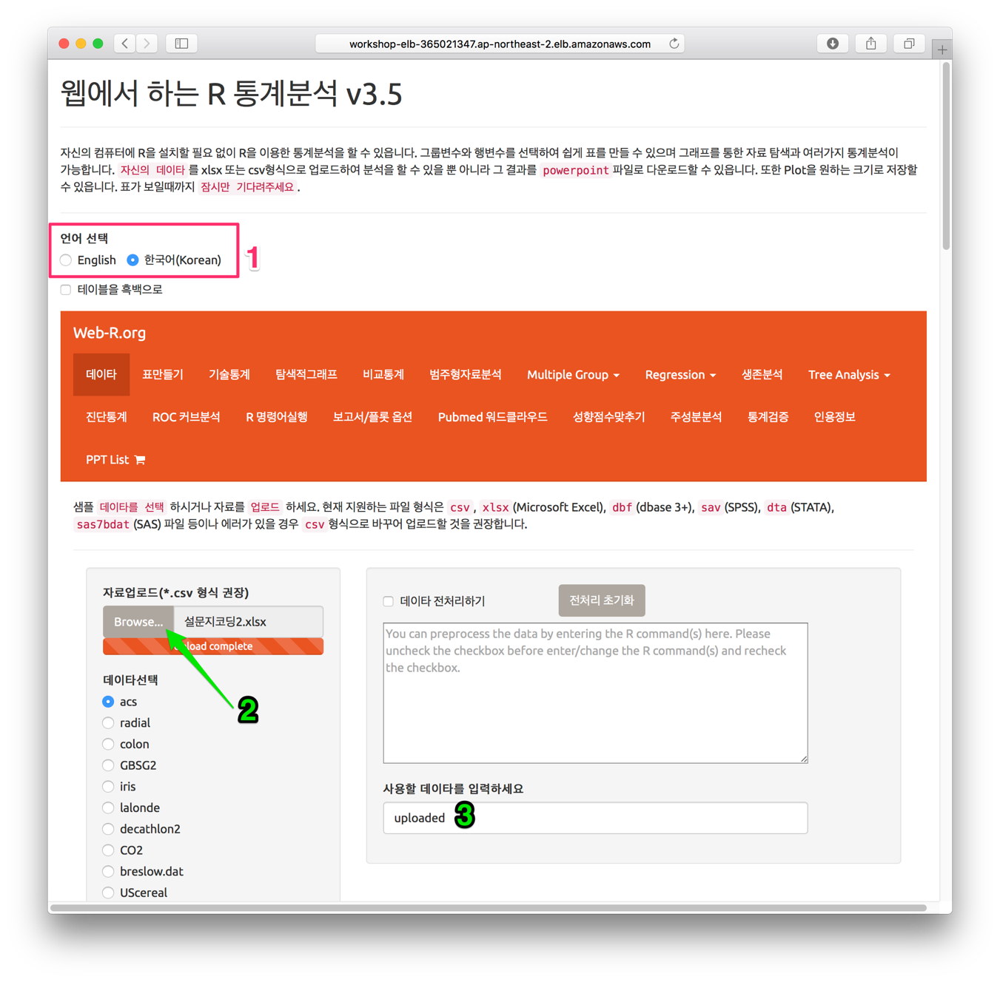 workshop-elb-365021347.ap-northeast-2.elb.amazonaws.com
웹에서 하는 R 통계분석 v3.5
자신의 컴퓨터에 R을 설치할 필요 없이 R을 이용한 통계분석을 할 수 있읍니다. 그룹변수와 행변수를 선택하여 쉽게 표를 만들 수 있으며 그래프를 통한 자료 탐색과 여러가지 통계분석이
가능합니다. 자신의 데이타 를 xlsx 또는 csv형식으로 업로드하여 분석을 할 수 있을 뿐 아니라 그 결과를 powerpoint 파일로 다운로드할 수 있읍니다. 또한 Plot을 원하는 크기로 저장할
수 있읍니다. 표가 보일때까지 잠시만 기다려주세요 .
언어 선택
English 한국어(Korean)
1
테이블을 흑백으로
Web-R.org
데이타 표만들기 기술통계 탐색적그래프 비교통계 범주형자료분석 Multiple Group Regression 생존분석 Tree Analysis
진단통계 ROC 커브분석 R 명령어실행 보고서/플롯 옵션 Pubmed 워드클라우드 성향점수맞추기 주성분분석 통계검증 인용정보
PPT List
샘플 데이타를 선택 하시거나 자료를 업로드 하세요. 현재 지원하는 파일 형식은 csv , xlsx (Microsoft Excel), dbf (dbase 3+), sav (SPSS), dta (STATA),
sas7bdat (SAS) 파일 등이나 에러가 있을 경우 csv 형식으로 바꾸어 업로드할 것을 권장합니다.
자료업로드(*.csv 형식 권장)
Browse... 설문지코딩2.xlsx
Upload complete
2
데이타선택
acs
radial
colon
GBSG2
iris
lalonde
decathlon2
CO2
breslow.dat
UScereal
데이타 전처리하기 전처리 초기화
You can preprocess the data by entering the R command(s) here. Please
uncheck the checkbox before enter/change the R command(s) and recheck
the checkbox.
사용할 데이타를 입력하세요
uploaded 3